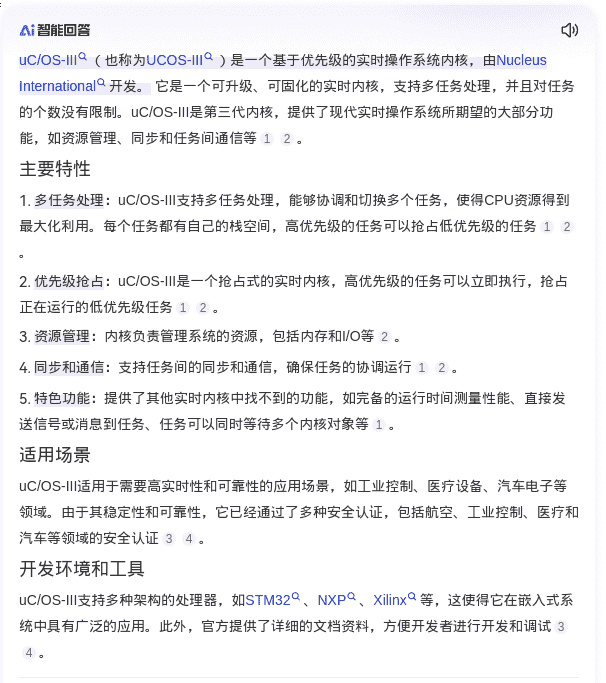 Ai智能回答
uC/OS-III（也称为UCOS-III）是一个基于优先级的实时操作系统内核，由Nucleus
International开发。 它是一个可升级、可固化的实时内核，支持多任务处理，并且对任务
的个数没有限制。uC/OS-III是第三代内核，提供了现代实时操作系统所期望的大部分功
能，如资源管理、同步和任务间通信等 1 2 。
主要特性
1. 多任务处理：uC/OS-III支持多任务处理，能够协调和切换多个任务，使得CPU资源得到
最大化利用。每个任务都有自己的栈空间，高优先级的任务可以抢占低优先级的任务 1 2
。
2. 优先级抢占：uC/OS-III是一个抢占式的实时内核，高优先级的任务可以立即执行，抢占
正在运行的低优先级任务 1 2 。
3. 资源管理：内核负责管理系统的资源，包括内存和I/O等 2 。
4. 同步和通信：支持任务间的同步和通信，确保任务的协调运行 1 2 。
5. 特色功能：提供了其他实时内核中找不到的功能，如完备的运行时间测量性能、直接发
送信号或消息到任务、任务可以同时等待多个内核对象等 1 。
适用场景
uC/OS-III适用于需要高实时性和可靠性的应用场景，如工业控制、医疗设备、汽车电子等
领域。由于其稳定性和可靠性，它已经通过了多种安全认证，包括航空、工业控制、医疗和
汽车等领域的安全认证 3 4 。
开发环境和工具
uC/OS-III支持多种架构的处理器，如STM32、NXP、Xilinx等，这使得它在嵌入式系
统中具有广泛的应用。此外，官方提供了详细的文档资料，方便开发者进行开发和调试 3
4 。